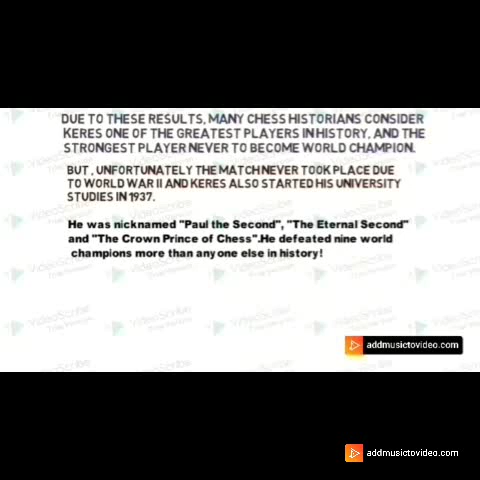 DUE TO THESE RESULTS, MANY CHESS HISTORIANS CONSIDER
KERES ONE OF THE GREATEST PLAYERS IN HISTORY, AND THE
STRONGEST PLAYER NEVER TO BECOME WORLD CHAMPION.
BUT , UNFORTUNATELY THE MATCH NEVER TOOK PLACE DUE
TO WORLD WAR II AND KERES ALSO STARTED HIS UNIVERSITY
STUDIES IN 1937.
He was nicknamed "Paul the Second", "The Eternal Second"
and "The Crown Prince of Chess".He defeated nine world
champions more than anyone else in history!
VideoScribe
addmusictovideo.com
addmusictovideo.com